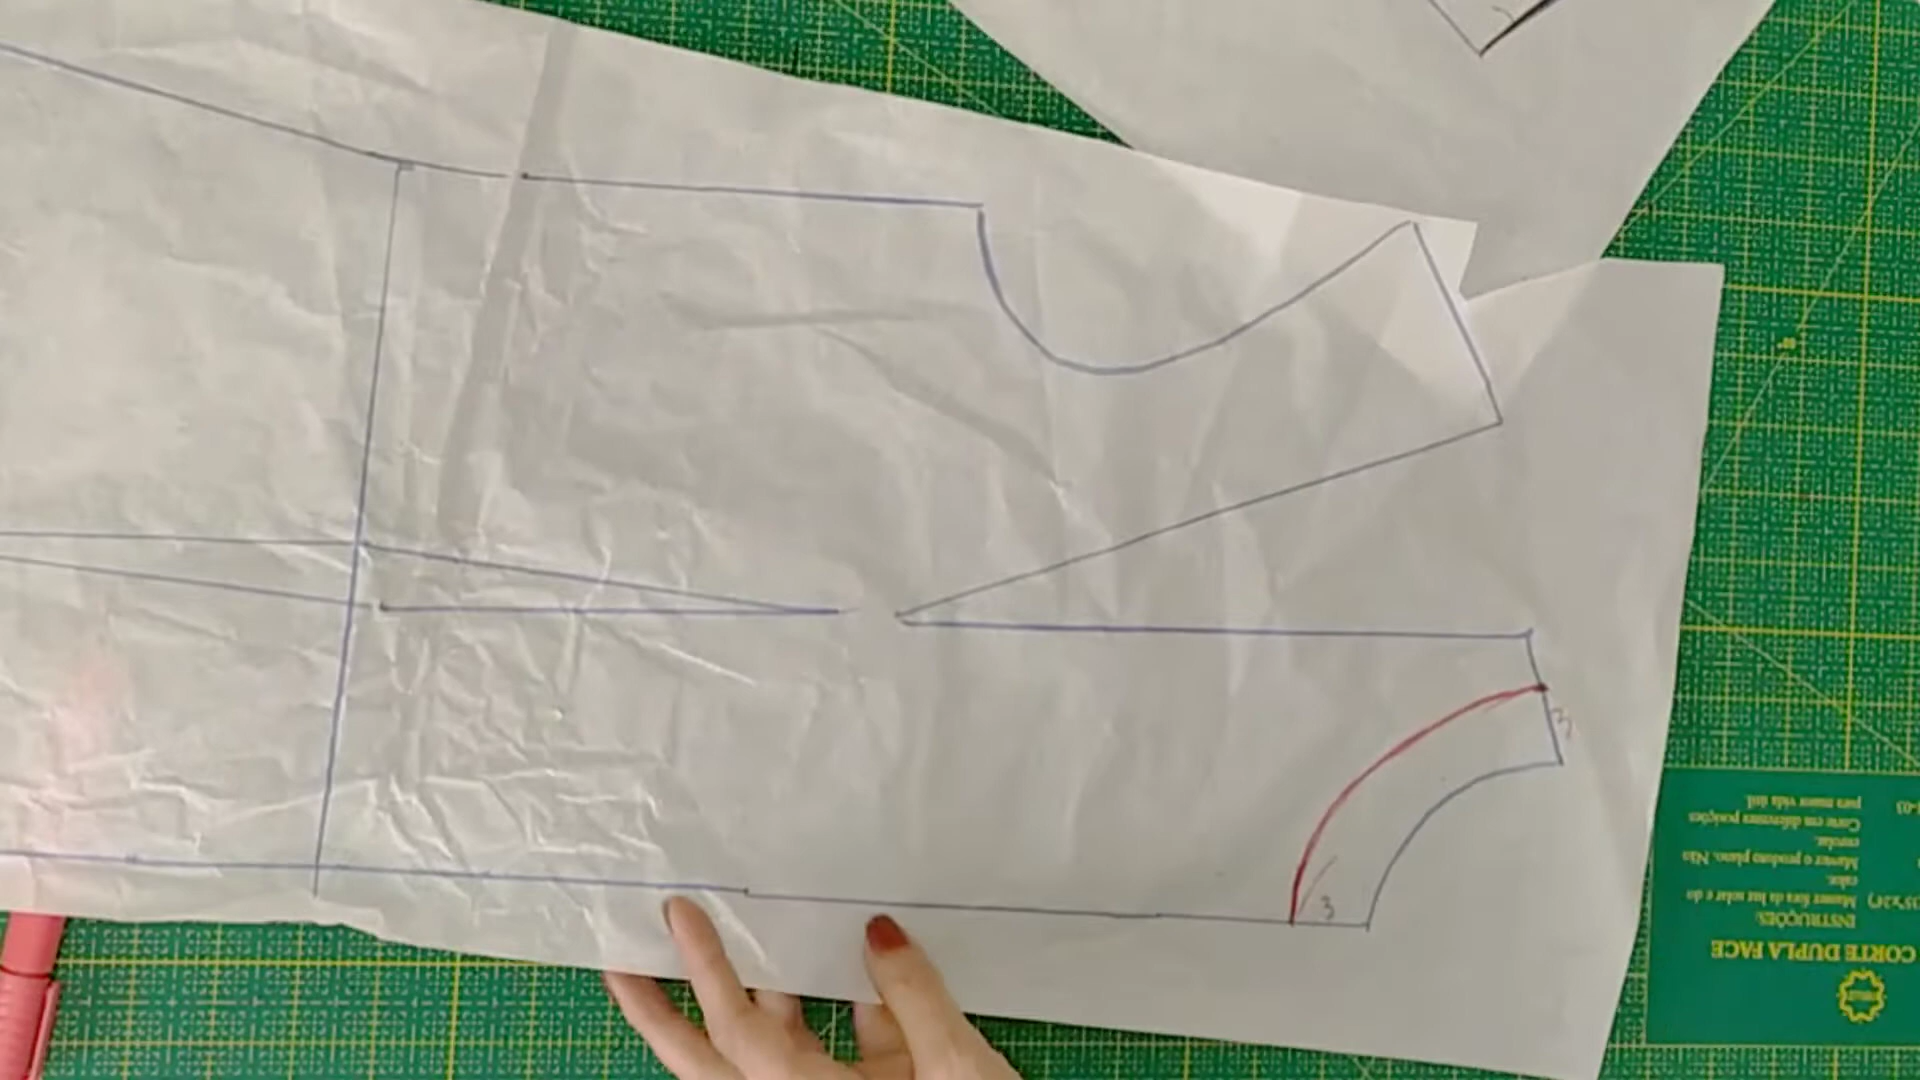 3
3
CORTE DUPLA FACE
INSTRUÇÕES:
Manter fora da luz solar e do
calor.
Manter o produto plano. Não
enrolar.
Corte em diferentes posições
para maior vida útil.